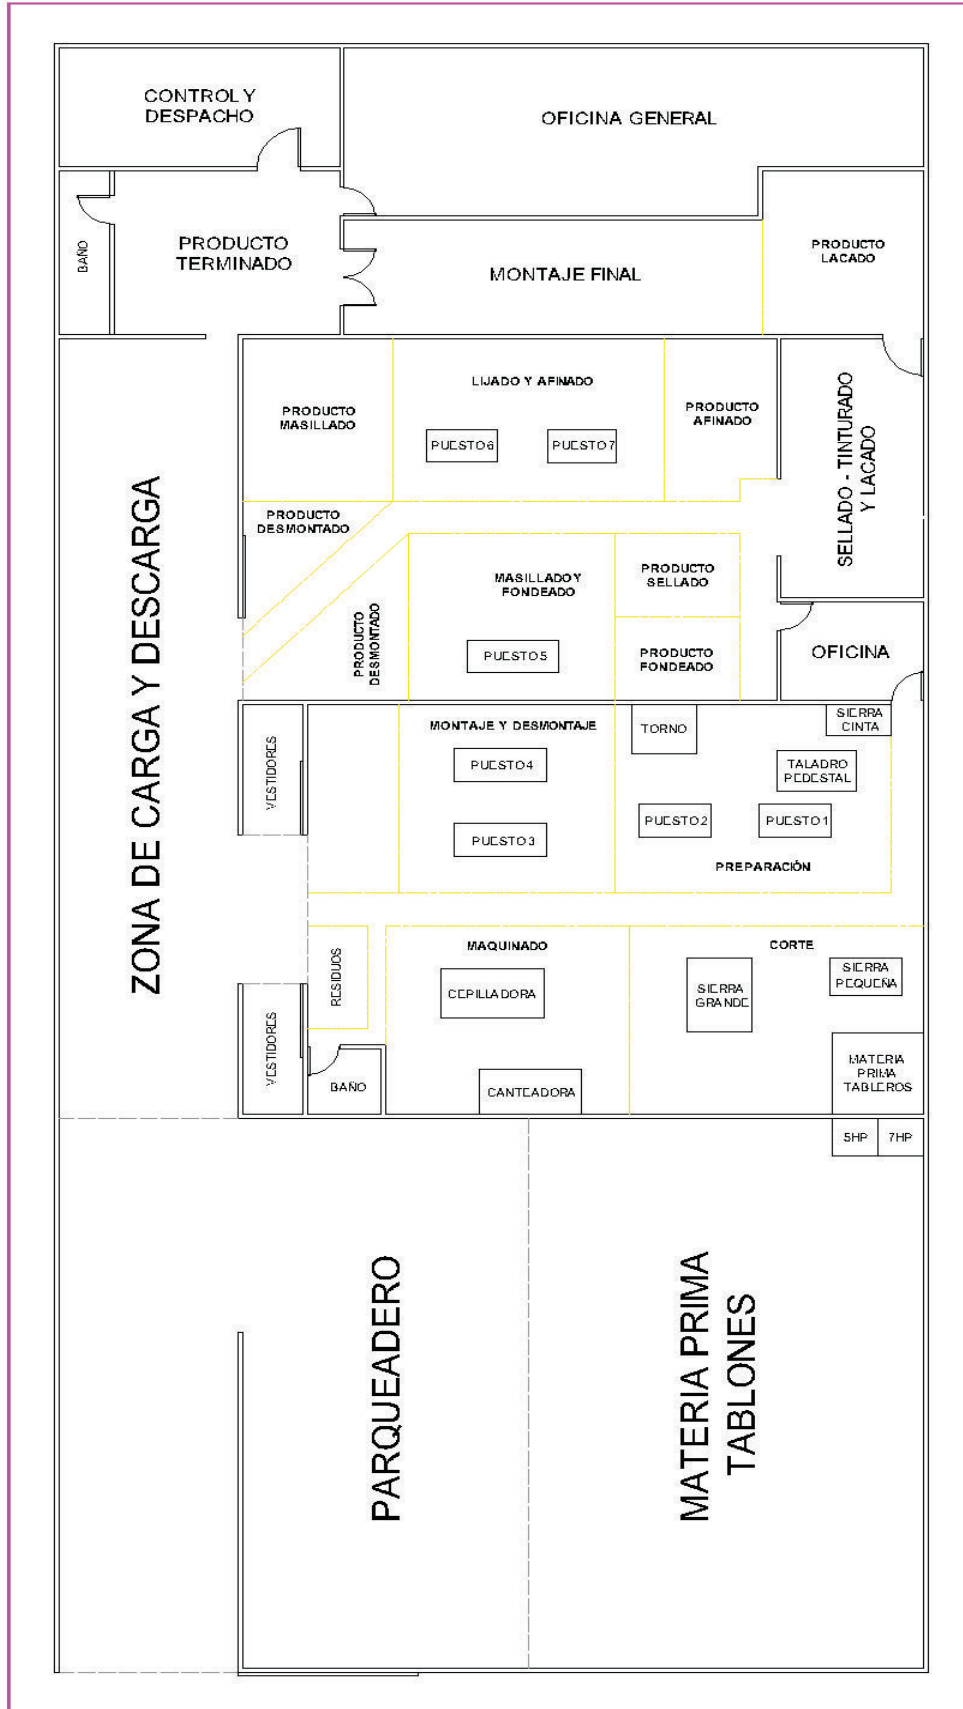 CONTROL Y
DESPACHO
OFICINA GENERAL
BAÑO
PRODUCTO
TERMINADO
MONTAJE FINAL
PRODUCTO
LACADO
PRODUCTO
MASILLADO
LIJADO Y AFINADO
PUESTO6
PUESTO7
PRODUCTO
AFINADO
SELLADO - TINTURADO
Y LACADO
ZONA DE CARGA Y DESCARGA
PRODUCTO
DESMONTADO
PRODUCTO
DESMONTADO
MASILLADO Y
FONDEADO
PUESTO5
PRODUCTO
SELLADO
PRODUCTO
FONDEADO
OFICINA
VESTIDORES
MONTAJE Y DESMONTAJE
PUESTO4
PUESTO3
TORNO
SIERRA
CINTA
TALADRO
PEDESTAL
PUESTO2
PUESTO1
PREPARACIÓN
RESIDUOS
MAQUINADO
CEPILLADORA
CORTE
SIERRA
GRANDE
SIERRA
PEQUEÑA
VESTIDORES
BAÑO
CANTEADORA
MATERIA
PRIMA
TABLEROS
5HP
7HP
PARQUEADERO
MATERIA PRIMA
TABLONES